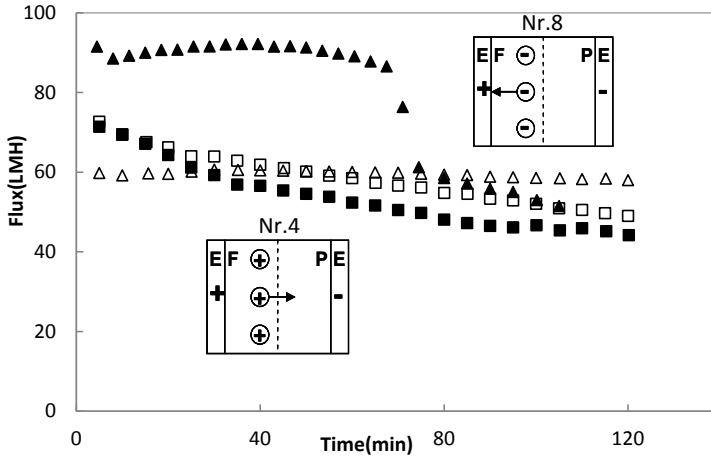 Flux(LMH)
100
80
60
40
20
0
0
40
80
120
Time(min)
Nr.8
E F P E
+ - -
-
-
Nr.4
E F P E
+
+ + -
+